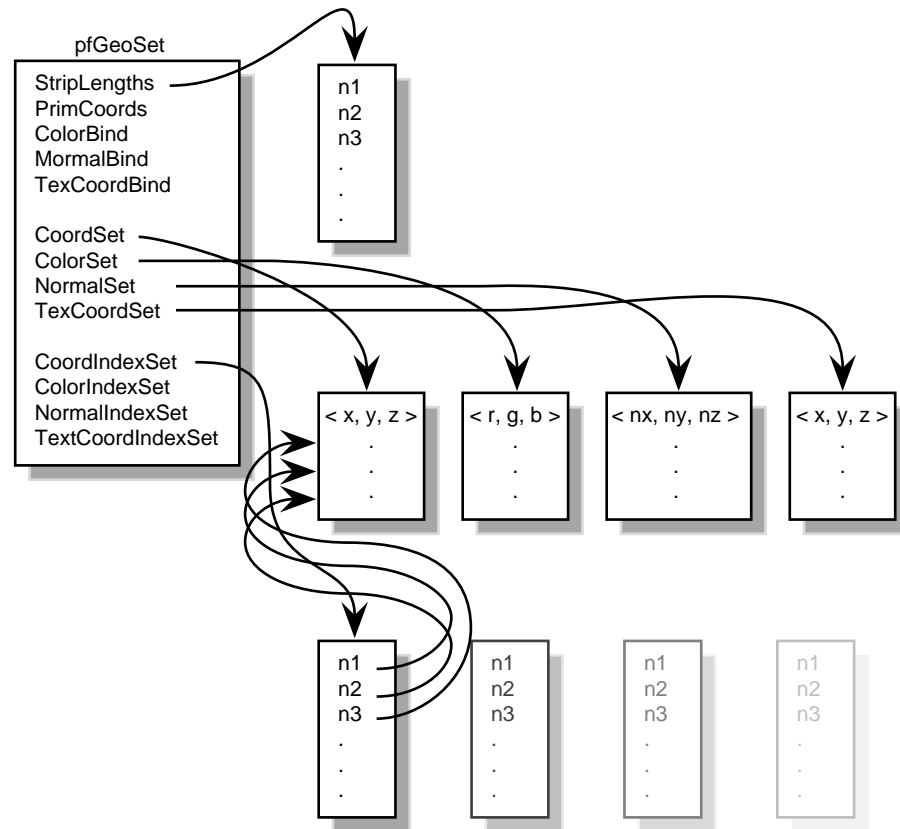 pfGeoSet
StripLengths
PrimCoords
ColorBind
MormalBind
TexCoordBind
CoordSet
ColorSet
NormalSet
TexCoordSet
CoordIndexSet
ColorIndexSet
NormalIndexSet
TextCoordIndexSet
n1
n2
n3
.
.
.
< x, y, z >
.
.
.
< r, g, b >
.
.
.
< nx, ny, nz >
.
.
.
< x, y, z >
.
.
.
n1
n2
n3
.
.
.
n1
n2
n3
.
.
.
n1
n2
n3
.
.
.
n1
n2
n3
.
.
.